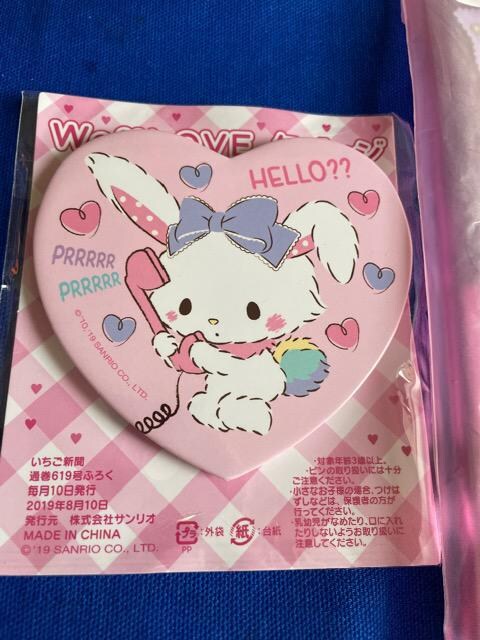 HELLO??
PRRRRR
PRRRRR
©'10,'19 SANRIO CO., LTD.
いちご新聞
通巻619号ふろく
毎月10日発行
2019年8月10日
発行元 株式会社サンリオ
MADE IN CHINA
©'19 SANRIO CO., LTD.
プラ
:外袋
PP
紙
:台紙
・対象年齢3歳以上。
・ピンの取り扱いには十分
ご注意ください。
・小さなお子様の場合、つけは
ずしなどは、保護者の方が
行ってください。
・乳幼児がなめたり、口に入れ
たりしないようお取り扱いに
注意してください。